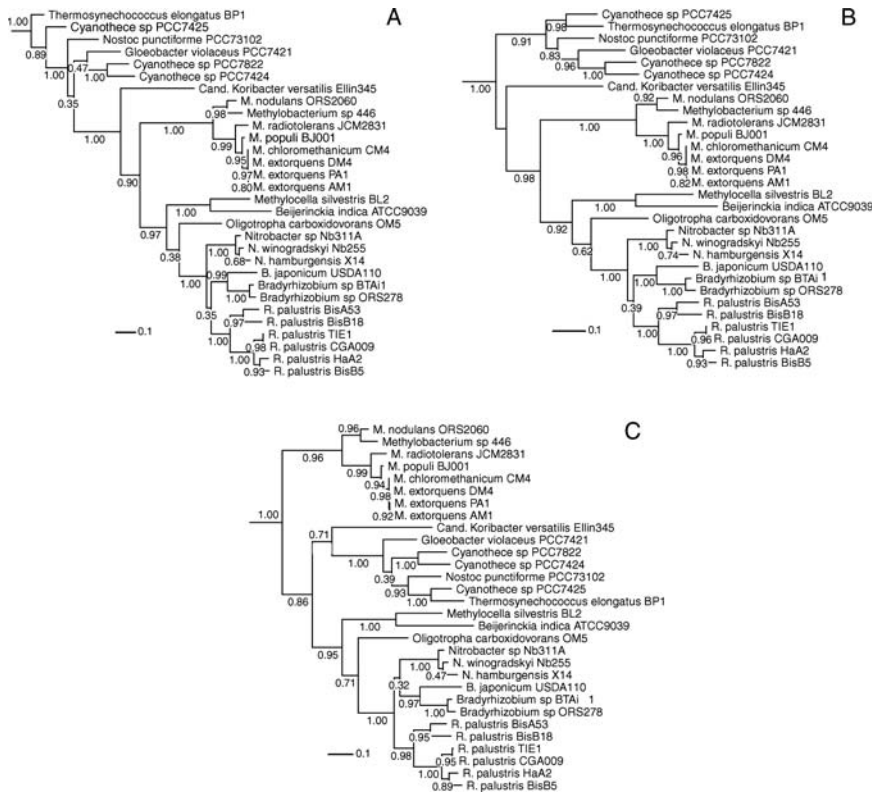 A
Thermosynechococcus elongatus BP1
1.00
Cyanothece sp PCC7425
0.89
Nostoc punctiforme PCC73102
Gloeobacter violaceus PCC7421
0.47
Cyanothece sp PCC7822
1.00
1.00
Cyanothece sp PCC7424
0.35
Cand. Koribacter versatilis Ellin345
M. nodulans ORS2060
0.98
Methylobacterium sp 446
1.00
1.00
M. radiotolerans JCM2831
0.99
M. populi BJ001
M. chloromethanicum CM4
0.95
M. extorquens DM4
0.97
M. extorquens PA1
0.90
0.80
M. extorquens AM1
Methylocella silvestris BL2
1.00
Beijerinckia indica ATCC9039
0.97
Oligotropha carboxidovorans OM5
Nitrobacter sp Nb311A
1.00
N. winogradskyi Nb255
0.38
0.68
N. hamburgensis X14
0.99
B. japonicum USDA110
1.00
Bradyrhizobium sp BTAi1
1.00
Bradyrhizobium sp ORS278
0.35
R. palustris BisA53
0.97
R. palustris BisB18
0.1
R. palustris TIE1
0.98
R. palustris CGA009
1.00
R. palustris HaA2
0.93
R. palustris BisB5
B
Cyanothece sp PCC7425
0.98
Thermosynechococcus elongatus BP1
0.91
Nostoc punctiforme PCC73102
0.83
Gloeobacter violaceus PCC7421
0.96
Cyanothece sp PCC7822
1.00
Cyanothece sp PCC7424
1.00
Cand. Koribacter versatilis Ellin345
0.92
M. nodulans ORS2060
Methylobacterium sp 446
1.00
M. radiotolerans JCM2831
1.00
M. populi BJ001
M. chloromethanicum CM4
0.96
M. extorquens DM4
0.98
M. extorquens PA1
0.98
0.82
M. extorquens AM1
Methylocella silvestris BL2
1.00
Beijerinckia indica ATCC9039
0.92
Oligotropha carboxidovorans OM5
Nitrobacter sp Nb311A
1.00
N. winogradskyi Nb255
0.62
0.74
N. hamburgensis X14
B. japonicum USDA110
1.00
Bradyrhizobium sp BTAi 1
1.00
Bradyrhizobium sp ORS278
0.39
R. palustris BisA53
0.97
R. palustris BisB18
0.1
R. palustris TIE1
0.96
R. palustris CGA009
1.00
R. palustris HaA2
0.93
R. palustris BisB5
C
0.96
M. nodulans ORS2060
Methylobacterium sp 446
0.96
M. radiotolerans JCM2831
0.99
M. populi BJ001
M. chloromethanicum CM4
0.94
M. extorquens DM4
0.98
M. extorquens PA1
1.00
0.92
M. extorquens AM1
Cand. Koribacter versatilis Ellin345
0.71
Gloeobacter violaceus PCC7421
Cyanothece sp PCC7822
1.00
1.00
Cyanothece sp PCC7424
0.39
Nostoc punctiforme PCC73102
0.93
Cyanothece sp PCC7425
0.86
1.00
Thermosynechococcus elongatus BP1
Methylocella silvestris BL2
1.00
Beijerinckia indica ATCC9039
0.95
Oligotropha carboxidovorans OM5
Nitrobacter sp Nb311A
1.00
N. winogradskyi Nb255
0.71
0.47
N. hamburgensis X14
0.32
B. japonicum USDA110
0.97
Bradyrhizobium sp BTAi 1
1.00
Bradyrhizobium sp ORS278
1.00
R. palustris BisA53
0.95
R. palustris BisB18
0.1
0.98
R. palustris TIE1
0.95
R. palustris CGA009
1.00
R. palustris HaA2
0.89
R. palustris BisB5